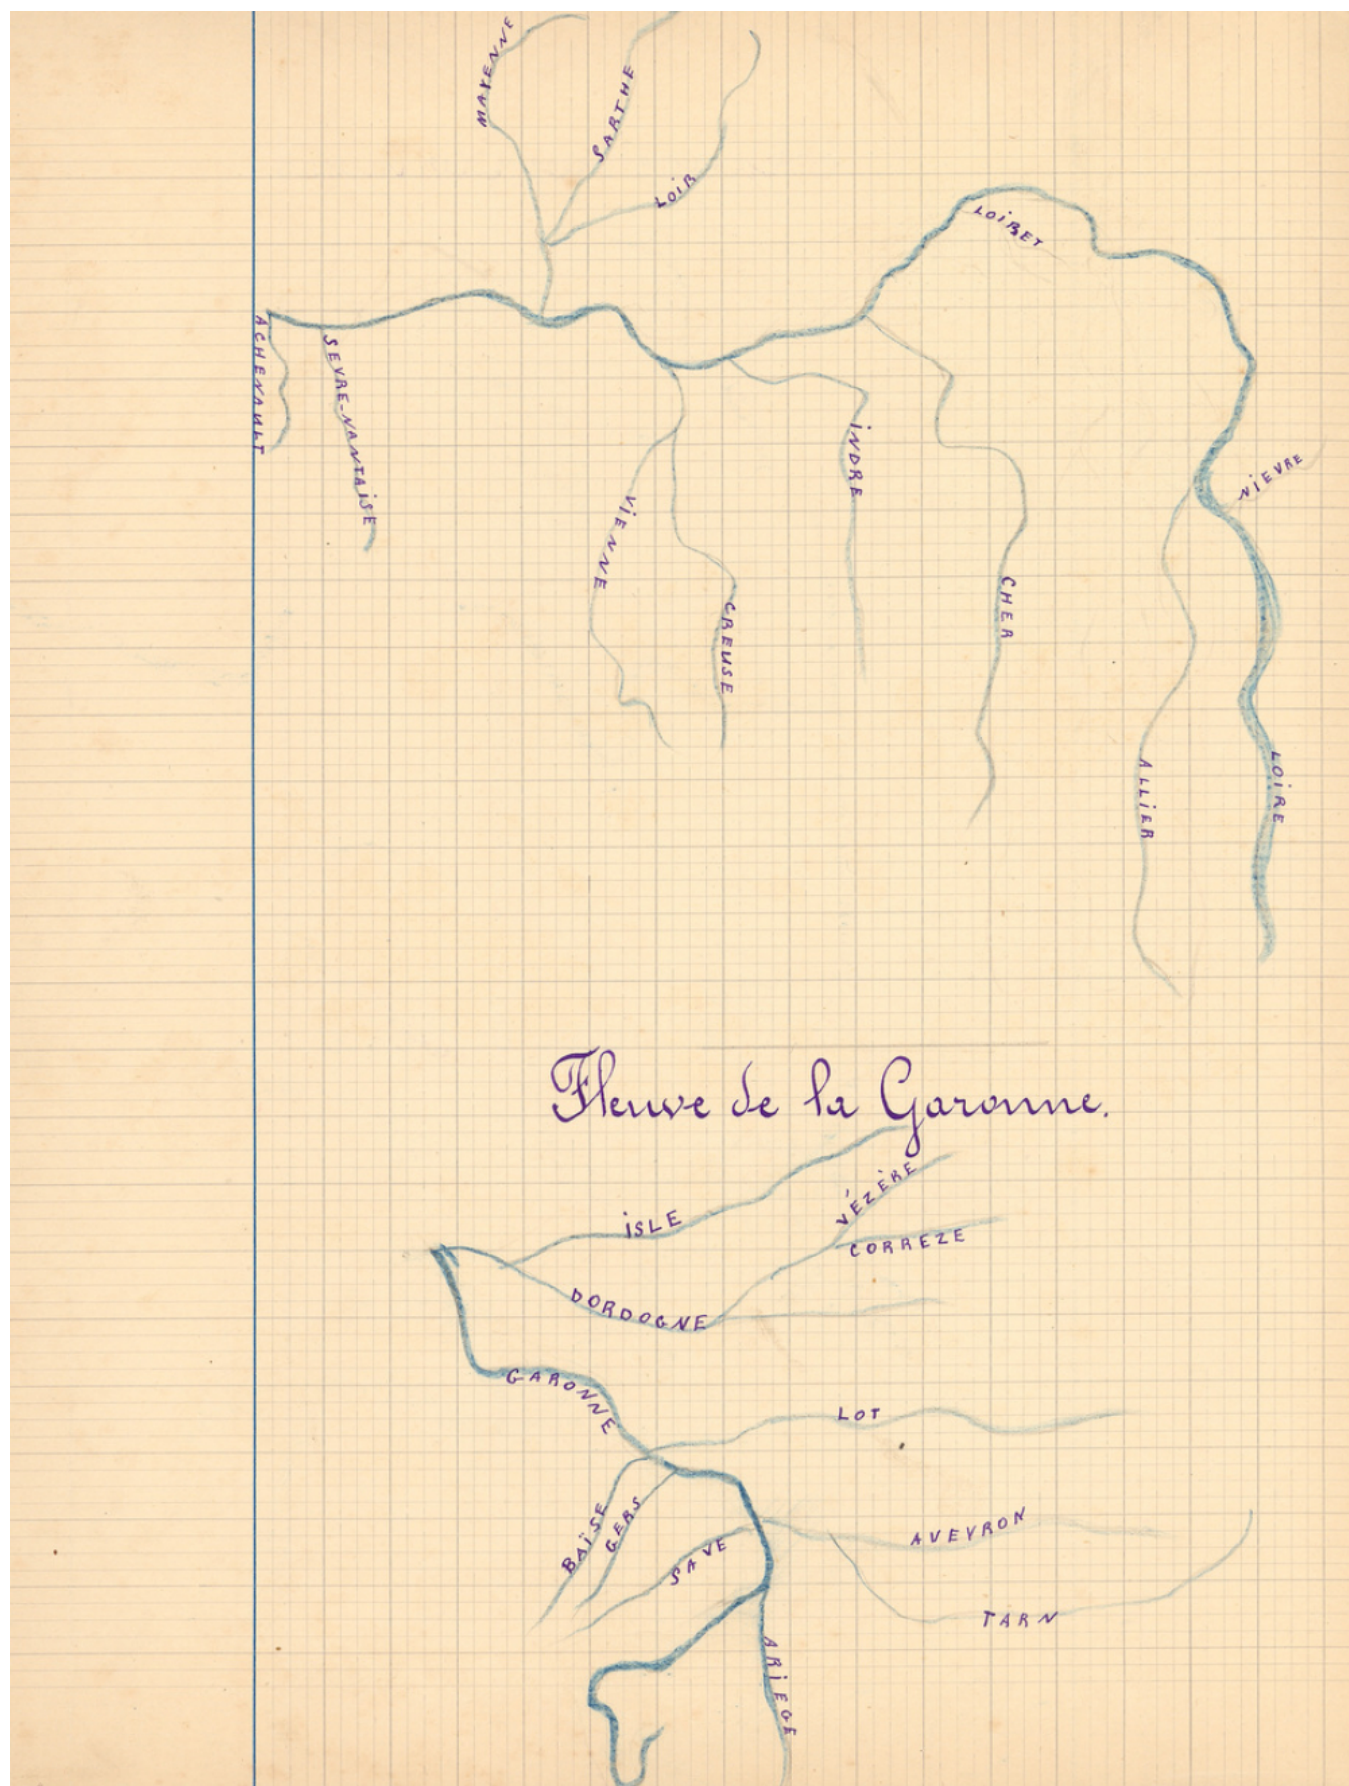 MAYENNE
SARTHE
LOIR
LOIRET
ACHENAULT
SEVRE-NANTAISE
INDRE
NIEVRE
VIENNE
CREUSE
CHER
ALLIER
LOIRE
Fleuve de la Garonne.
ISLE
VÉZÈRE
CORREZE
DORDOGNE
GARONNE
LOT
BAÏSE
GERS
SAVE
AVEYRON
TARN
ARIEGE